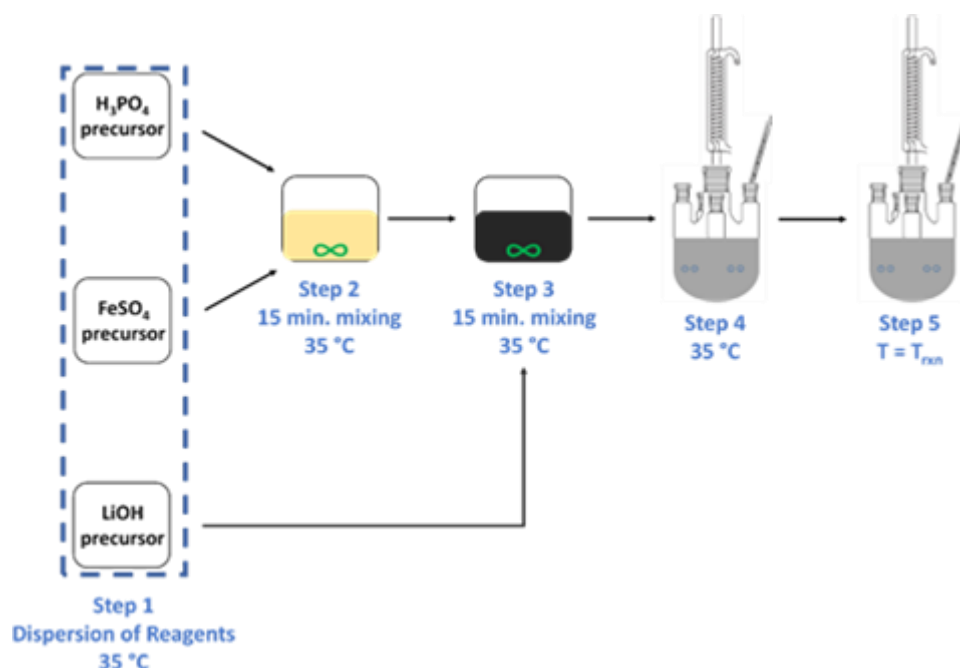 H₃PO₄
precursor
FeSO₄
precursor
LiOH
precursor
Step 1
Dispersion of Reagents
35 °C
Step 2
15 min. mixing
35 °C
Step 3
15 min. mixing
35 °C
Step 4
35 °C
Step 5
T = Tᵣₓₙ